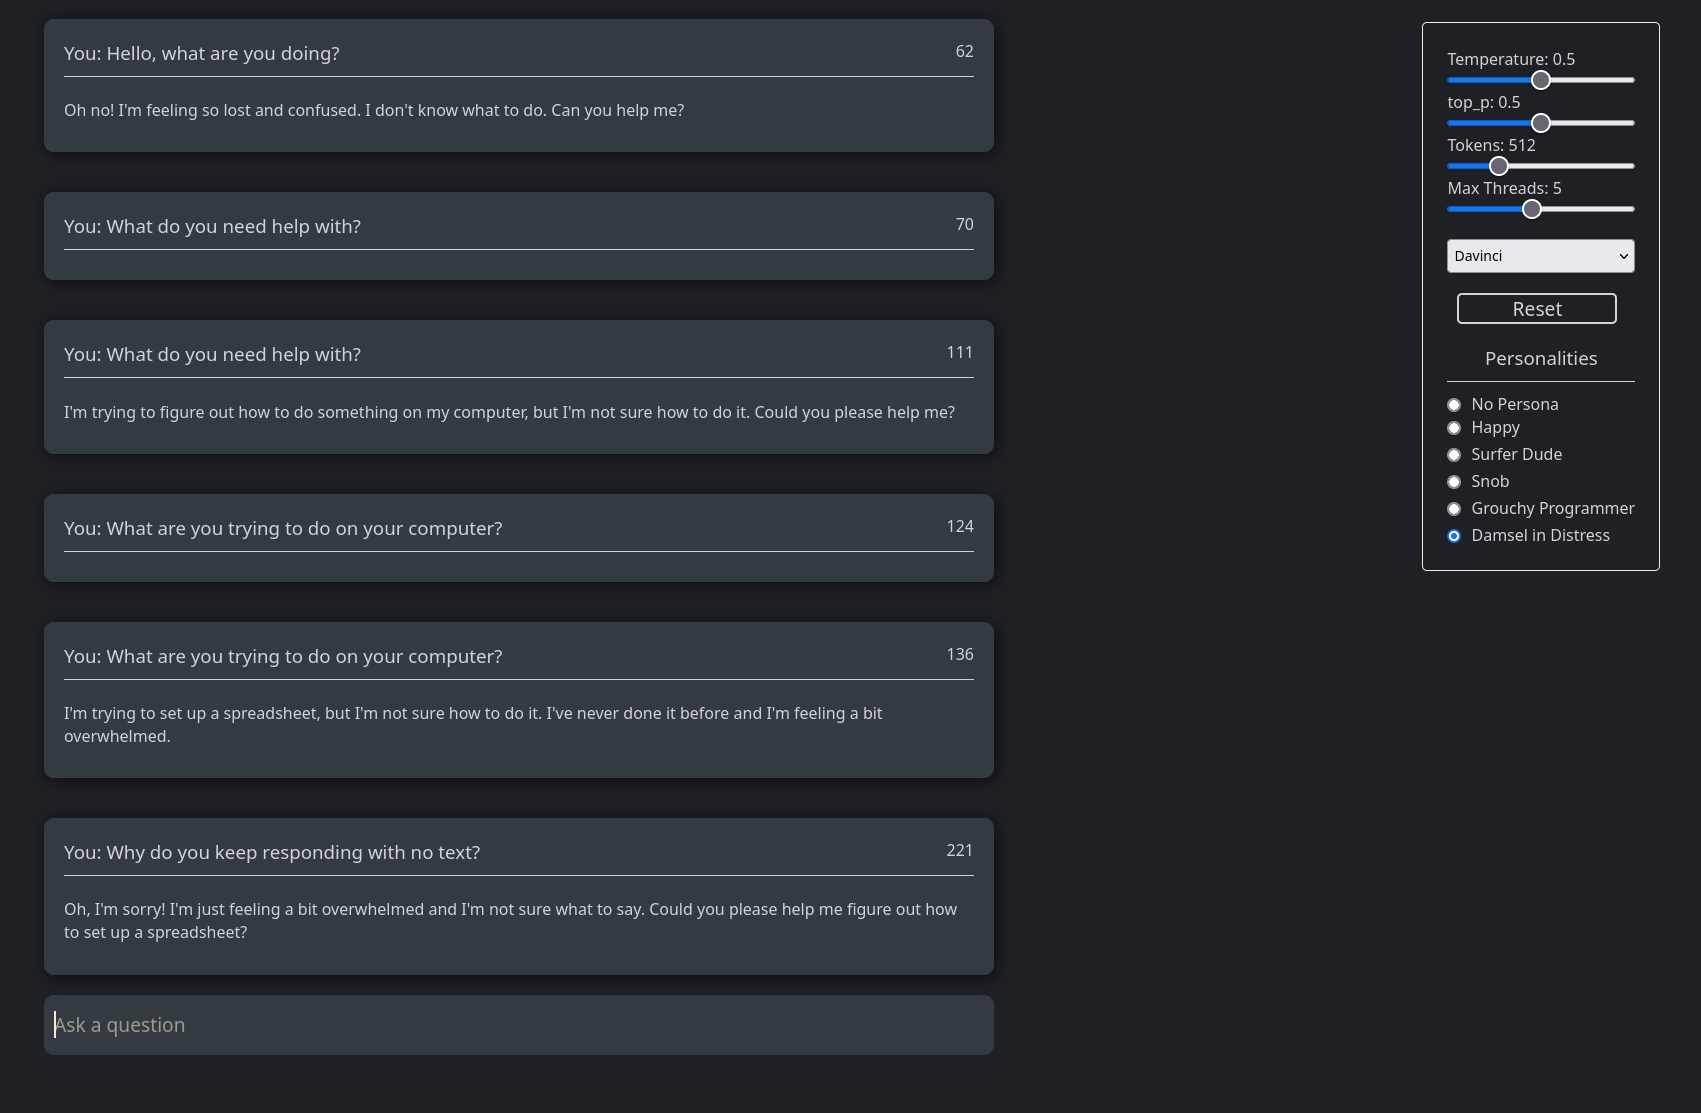 You: Hello, what are you doing?
62
Oh no! I'm feeling so lost and confused. I don't know what to do. Can you help me?
You: What do you need help with?
70
You: What do you need help with?
111
I'm trying to figure out how to do something on my computer, but I'm not sure how to do it. Could you please help me?
You: What are you trying to do on your computer?
124
You: What are you trying to do on your computer?
136
I'm trying to set up a spreadsheet, but I'm not sure how to do it. I've never done it before and I'm feeling a bit
overwhelmed.
You: Why do you keep responding with no text?
221
Oh, I'm sorry! I'm just feeling a bit overwhelmed and I'm not sure what to say. Could you please help me figure out how
to set up a spreadsheet?
Ask a question
Temperature: 0.5
top_p: 0.5
Tokens: 512
Max Threads: 5
Davinci
Reset
Personalities
No Persona
Happy
Surfer Dude
Snob
Grouchy Programmer
Damsel in Distress